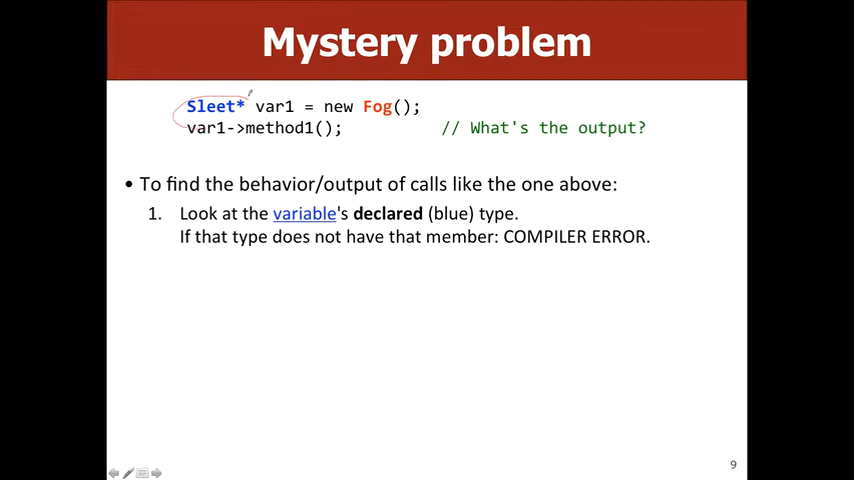 Mystery problem
Sleet* var1 = new Fog();
var1->method1(); // What's the output?
• To find the behavior/output of calls like the one above:
1. Look at the variable's declared (blue) type.
If that type does not have that member: COMPILER ERROR.
9